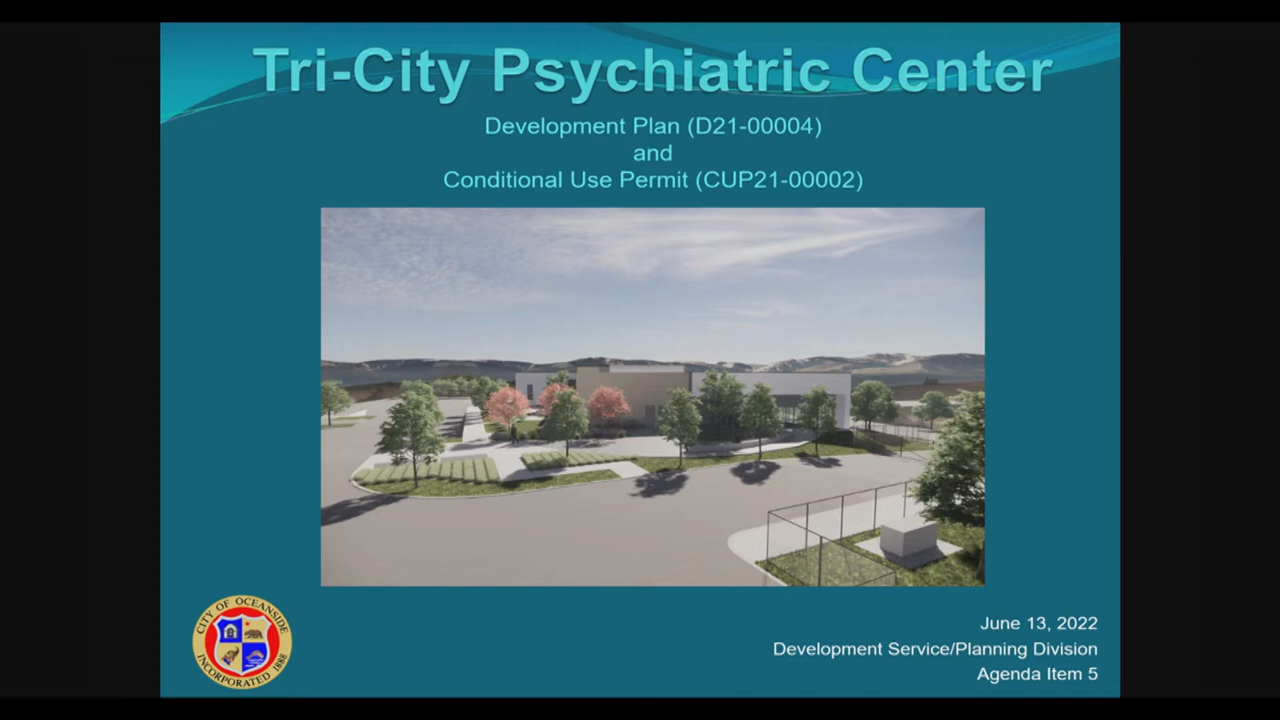 Tri-City Psychiatric Center
Development Plan (D21-00004)
and
Conditional Use Permit (CUP21-00002)
CITY OF OCEANSIDE
INCORPORATED 1888
June 13, 2022
Development Service/Planning Division
Agenda Item 5